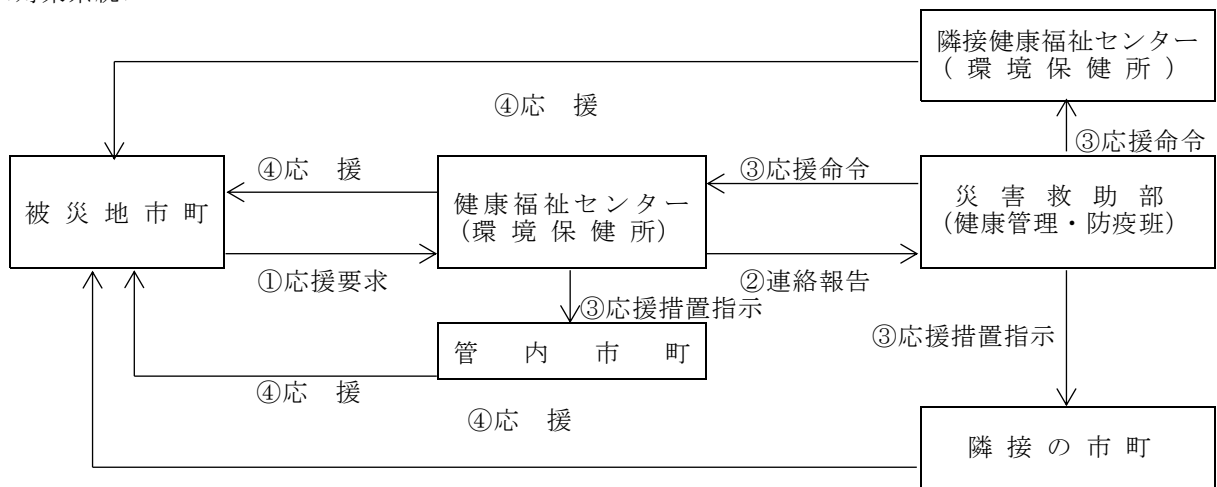 隣接健康福祉センター
(環境保健所)
④応 援
③応援命令
④応 援
③応援命令
被災地市町
健康福祉センター
(環境保健所)
災害救助部
(健康管理・防疫班)
①応援要求
②連絡報告
③応援措置指示
③応援措置指示
管内市町
④応 援
④応 援
隣接の市町